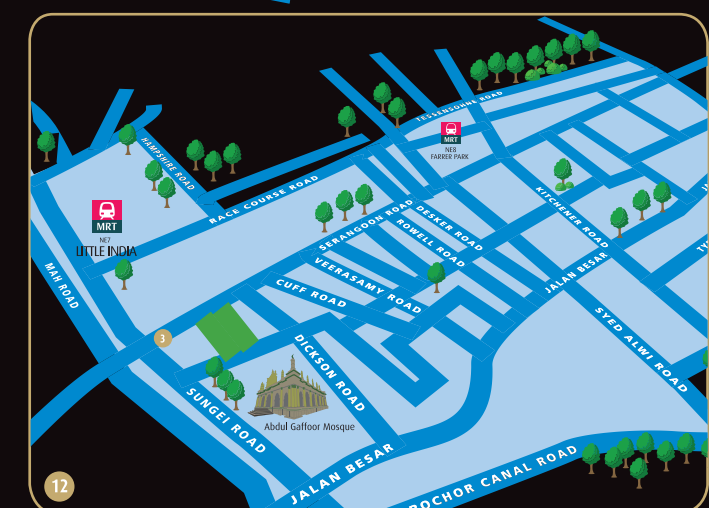 TESSENSOHNE ROAD
MRT
NE8
FARRER PARK
HAMPSHIRE ROAD
RACE COURSE ROAD
MRT
NE7
LITTLE INDIA
MAH ROAD
KITCHENER ROAD
SERANGOON ROAD
DESKER ROAD
ROWELL ROAD
VEERASAMY ROAD
CUFF ROAD
JALAN BESAR
TY
SYED ALWI ROAD
3
DICKSON ROAD
SUNGEI ROAD
Abdul Gaffoor Mosque
JALAN BESAR
ROCHOR CANAL ROAD
12